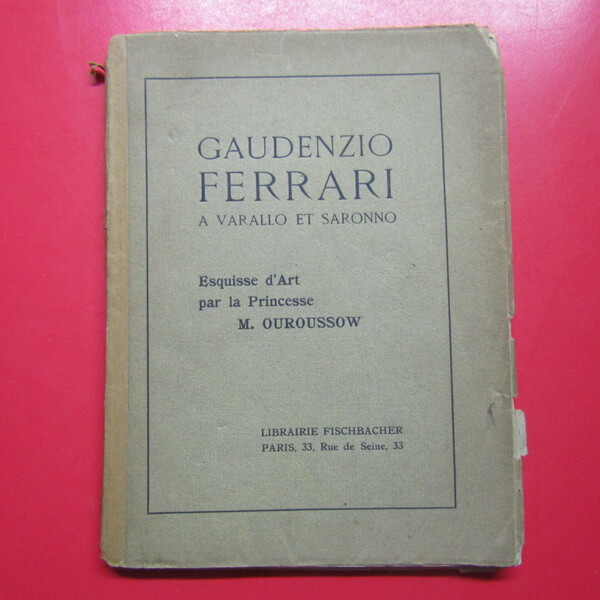 GAUDENZIO
FERRARI
A VARALLO ET SARONNO
Esquisse d'Art
par la Princesse
M. OUROUSSOW
LIBRAIRIE FISCHBACHER
PARIS, 33, Rue de Seine, 33